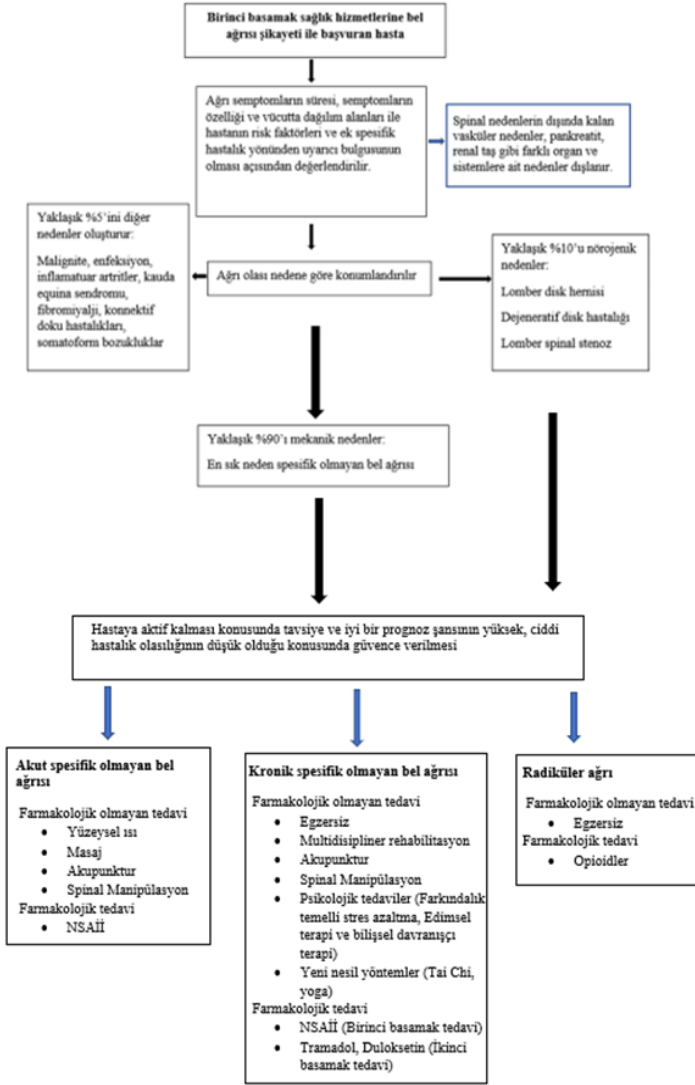 Birinci basamak sağlık hizmetlerine bel
ağrısı şikayeti ile başvuran hasta
Ağrı semptomların süresi, semptomların
özelliği ve vücutta dağılım alanları ile
hastanın risk faktörleri ve ek spesifik
hastalık yönünden uyarıcı bulgusunun
olması açısından değerlendirilir.
Spinal nedenlerin dışında kalan
vasküler nedenler, pankreatit,
renal taş gibi farklı organ ve
sistemlere ait nedenler dışlanır.
Yaklaşık %5’ini diğer
nedenler oluşturur:
Malignite, enfeksiyon,
inflamatuar artritler, kauda
equina sendromu,
fibromiyalji, konnektif
doku hastalıkları,
somatoform bozukluklar
Ağrı olası nedene göre konumlandırılır
Yaklaşık %10’u nörojenik
nedenler:
Lomber disk hernisi
Dejeneratif disk hastalığı
Lomber spinal stenoz
Yaklaşık %90’ı mekanik nedenler:
En sık neden spesifik olmayan bel ağrısı
Hastaya aktif kalması konusunda tavsiye ve iyi bir prognoz şansının yüksek, ciddi
hastalık olasılığının düşük olduğu konusunda güvence verilmesi
Akut spesifik olmayan bel
ağrısı
Farmakolojik olmayan tedavi
• Yüzeysel ısı
• Masaj
• Akupunktur
• Spinal Manipülasyon
Farmakolojik tedavi
• NSAİİ
Kronik spesifik olmayan bel ağrısı
Farmakolojik olmayan tedavi
• Egzersiz
• Multidisipliner rehabilitasyon
• Akupunktur
• Spinal Manipülasyon
• Psikolojik tedaviler (Farkındalık
temelli stres azaltma, Edimsel
terapi ve bilişsel davranışçı
terapi)
• Yeni nesil yöntemler (Tai Chi,
yoga)
Farmakolojik tedavi
• NSAİİ (Birinci basamak tedavi)
• Tramadol, Duloksetin (İkinci
basamak tedavi)
Radiküler ağrı
Farmakolojik olmayan tedavi
• Egzersiz
Farmakolojik tedavi
• Opioidler